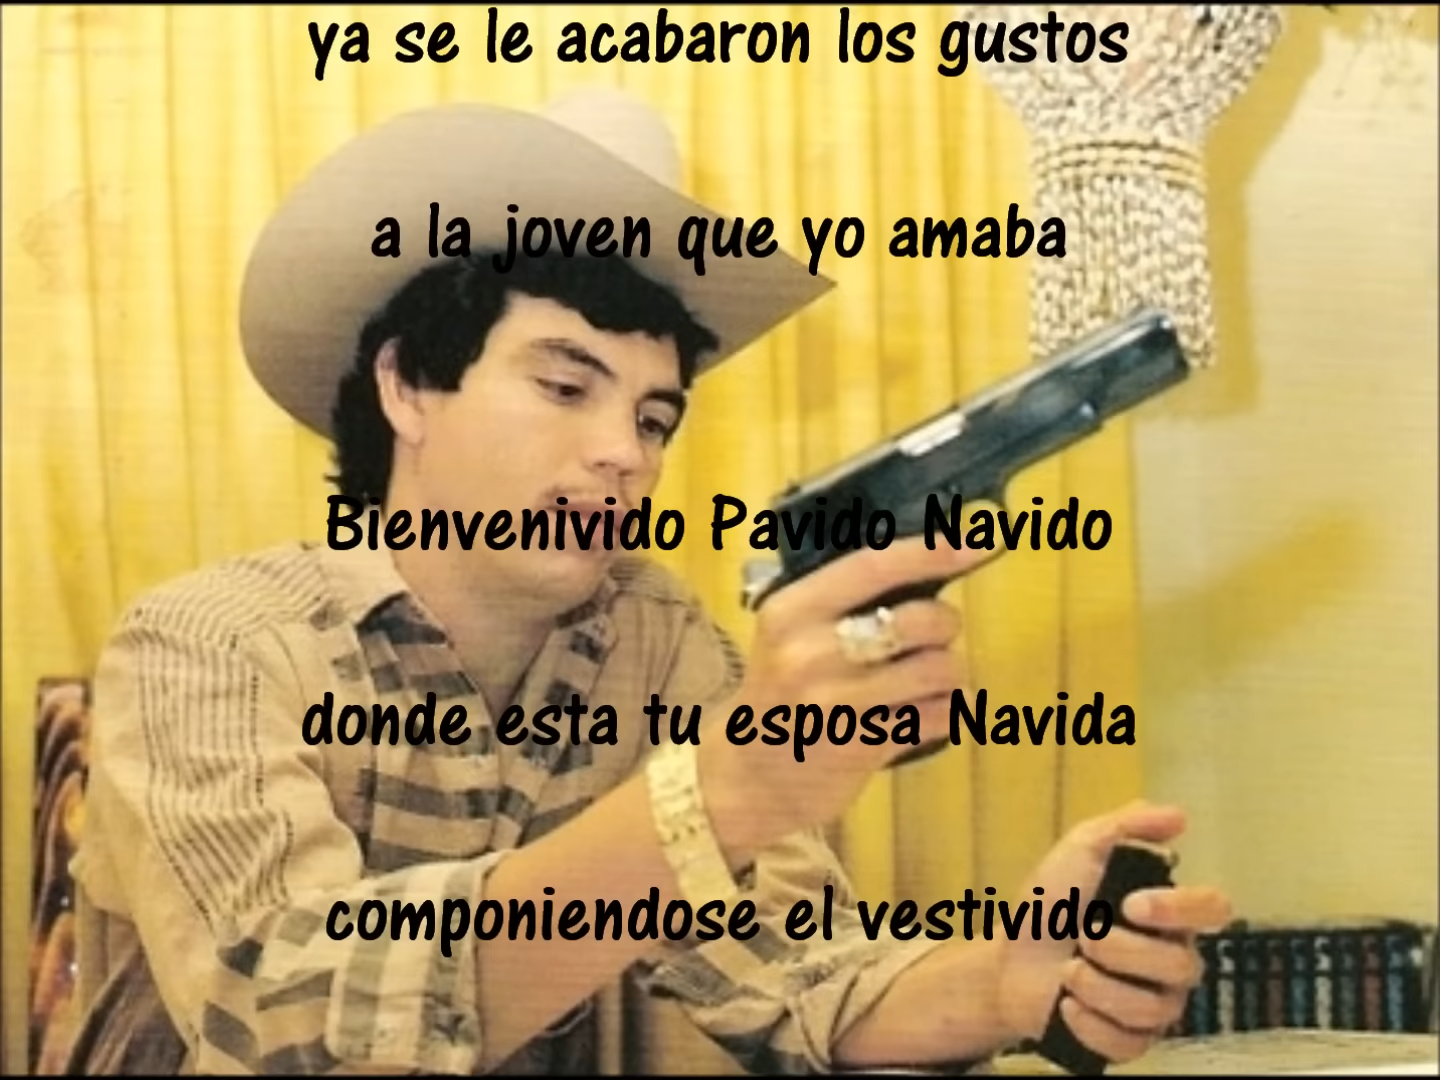 ya se le acabaron los gustos
a la joven que yo amaba
Bienvenivido Pavido Navido
donde esta tu esposa Navida
componiendose el vestivido